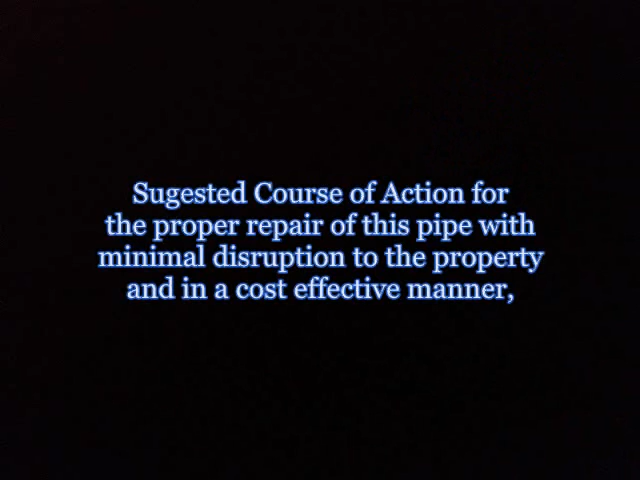 Sugested Course of Action for
the proper repair of this pipe with
minimal disruption to the property
and in a cost effective manner,